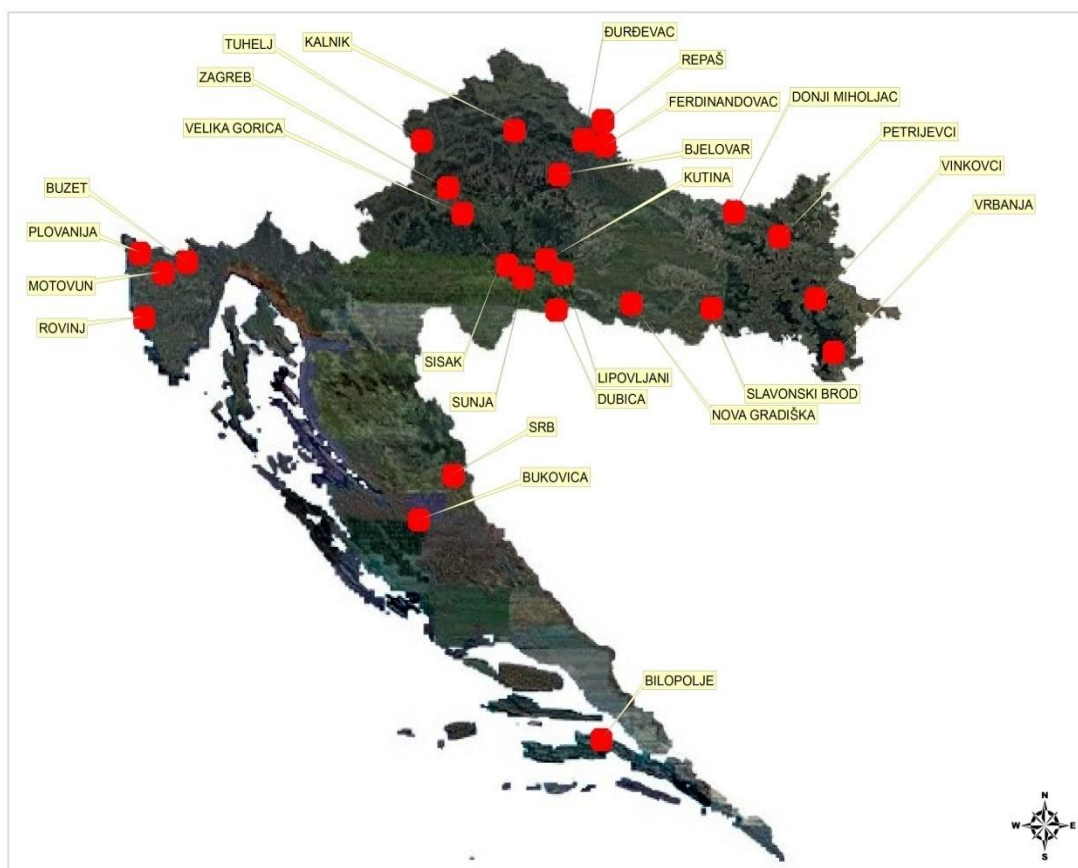 ĐURĐEVAC
KALNIK
TUHELJ
REPAŠ
ZAGREB
DONJI MIHOLJAC
FERDINANDOVAC
VELIKA GORICA
PETRIJEVCI
BJELOVAR
VINKOVCI
KUTINA
BUZET
VRBANJA
PLOVANIJA
MOTOVUN
ROVINJ
SISAK
LIPOVLJANI
SLAVONSKI BROD
SUNJA
DUBICA
NOVA GRADIŠKA
SRB
BUKOVICA
BILOPOLJE
N
W E
S